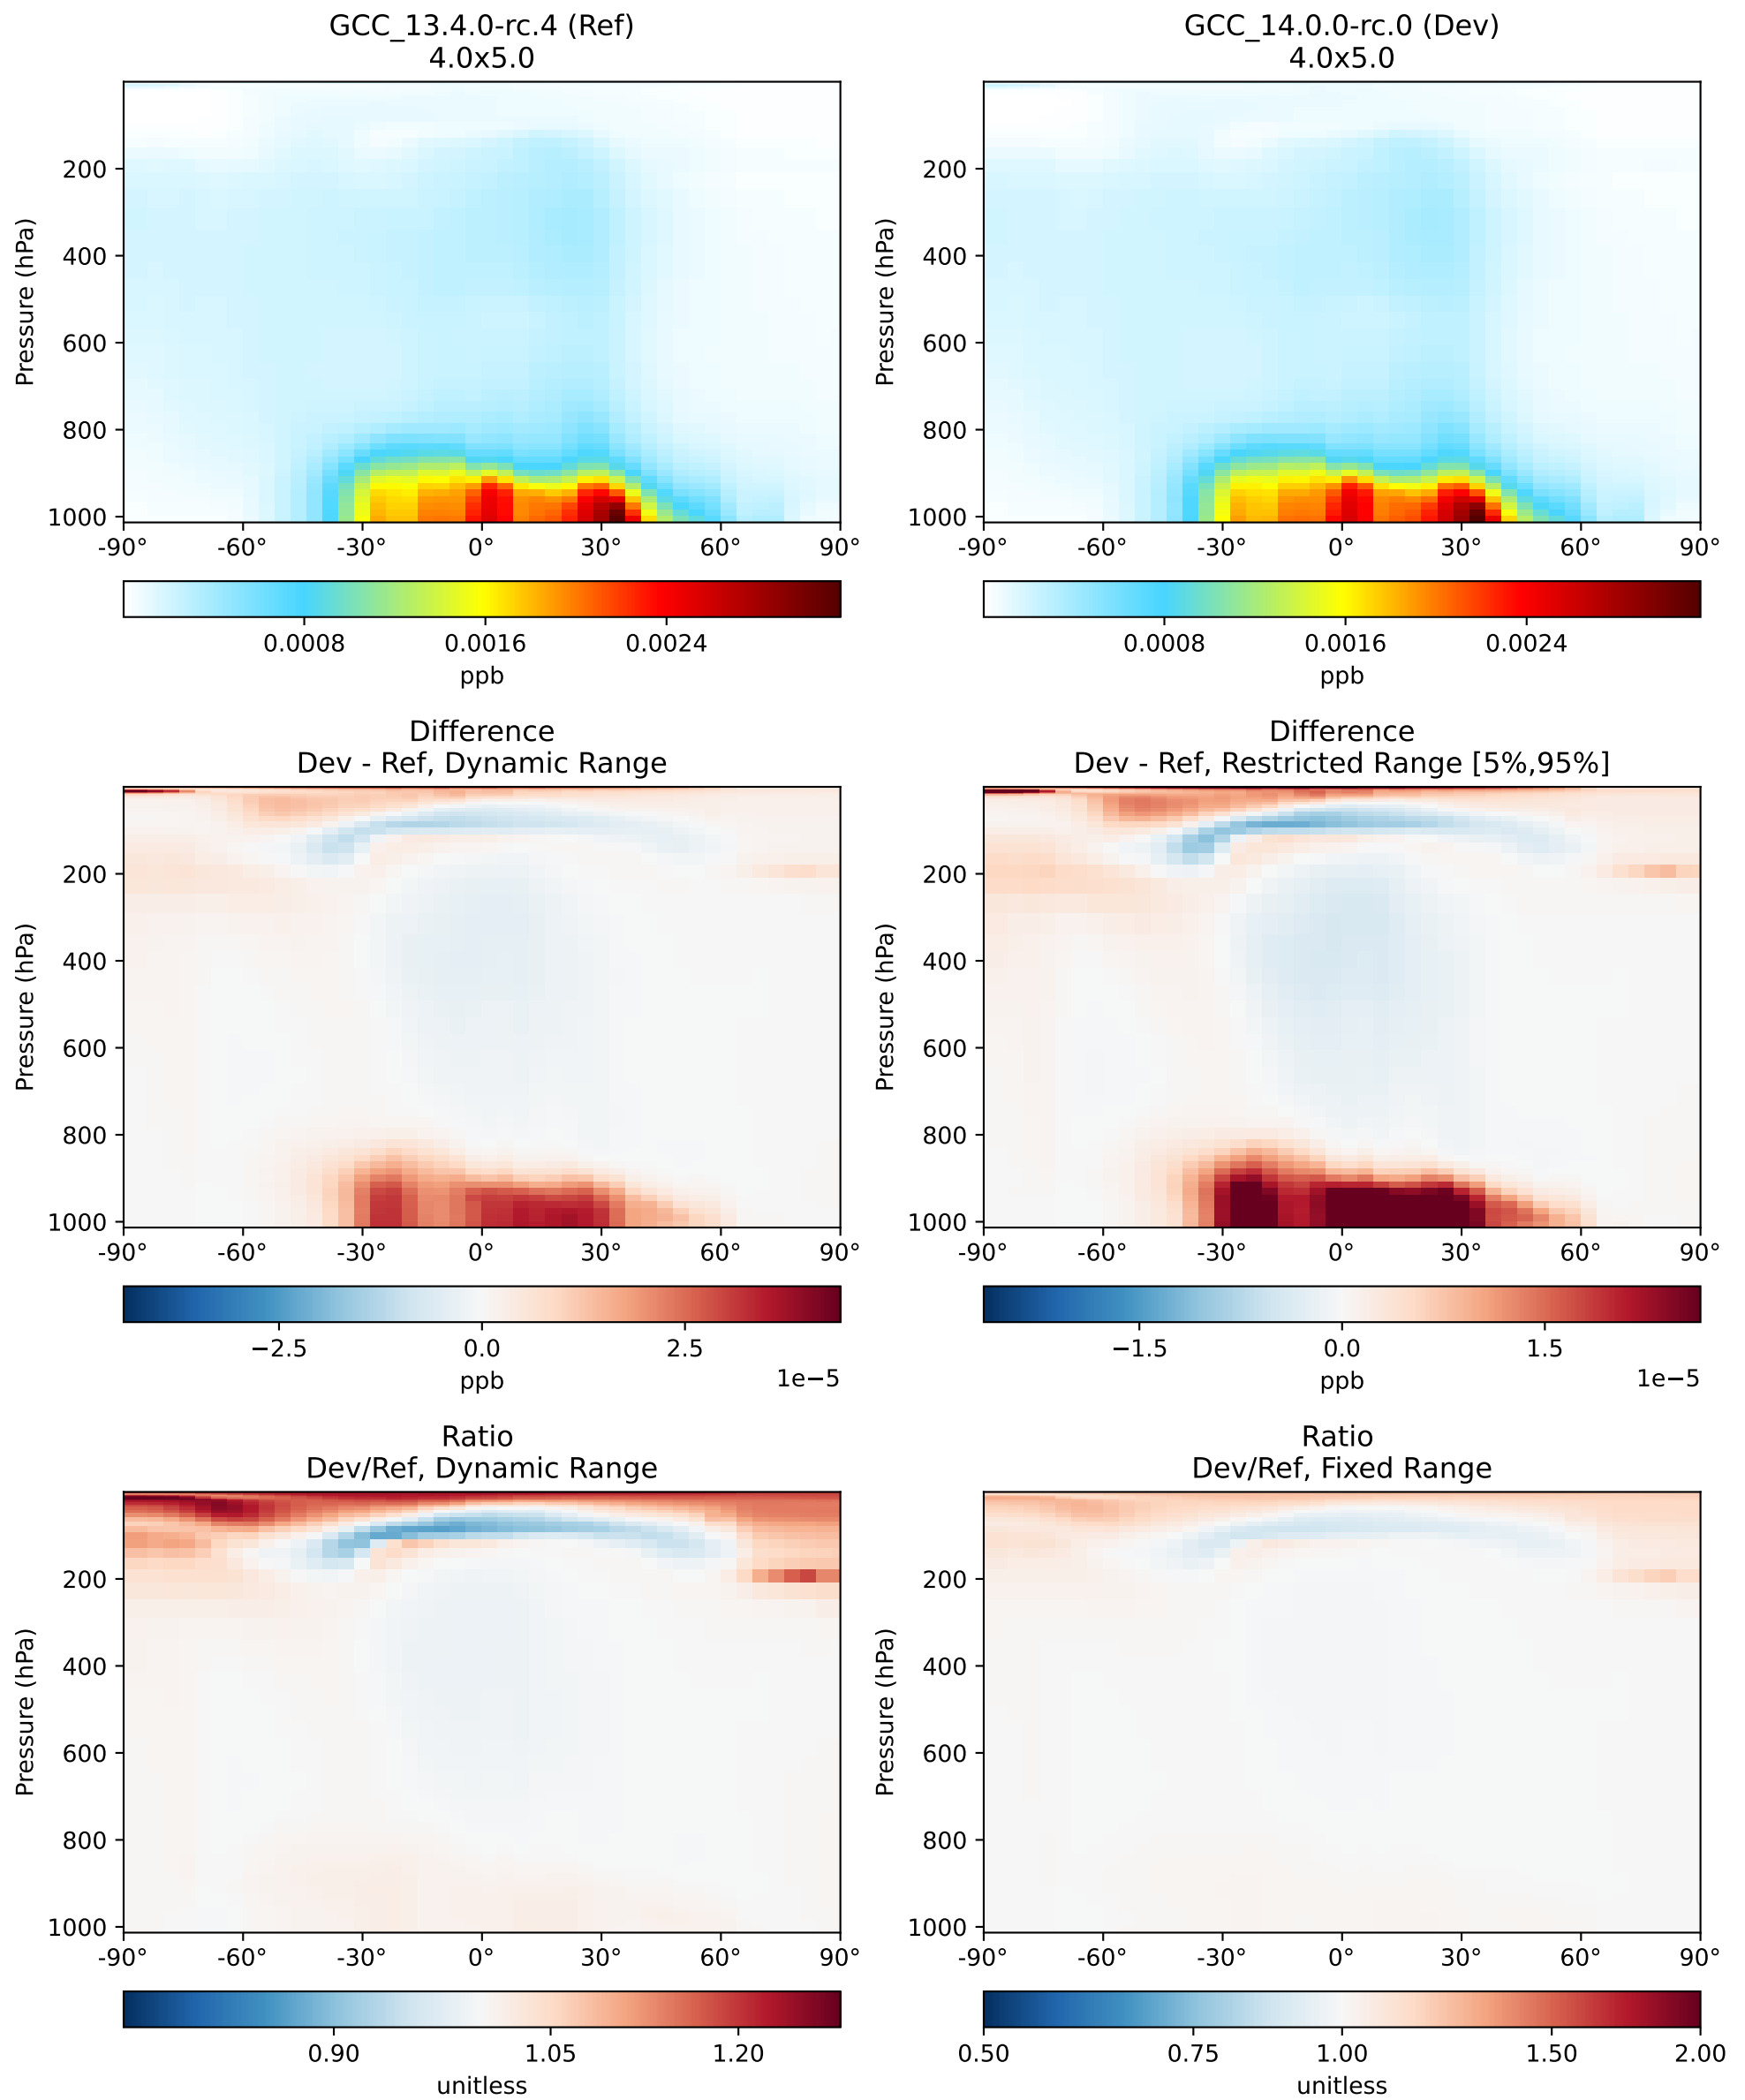 GCC_13.4.0-rc.4 (Ref)
4.0x5.0
Pressure (hPa)
200
400
600
800
1000
-90° -60° -30° 0° 30° 60° 90°
0.0008 0.0016 0.0024
ppb
GCC_14.0.0-rc.0 (Dev)
4.0x5.0
Pressure (hPa)
200
400
600
800
1000
-90° -60° -30° 0° 30° 60° 90°
0.0008 0.0016 0.0024
ppb
Difference
Dev - Ref, Dynamic Range
Pressure (hPa)
200
400
600
800
1000
-90° -60° -30° 0° 30° 60° 90°
−2.5 0.0 2.5
ppb
1e−5
Difference
Dev - Ref, Restricted Range [5%,95%]
Pressure (hPa)
200
400
600
800
1000
-90° -60° -30° 0° 30° 60° 90°
−1.5 0.0 1.5
ppb
1e−5
Ratio
Dev/Ref, Dynamic Range
Pressure (hPa)
200
400
600
800
1000
-90° -60° -30° 0° 30° 60° 90°
0.90 1.05 1.20
unitless
Ratio
Dev/Ref, Fixed Range
Pressure (hPa)
200
400
600
800
1000
-90° -60° -30° 0° 30° 60° 90°
0.50 0.75 1.00 1.50 2.00
unitless